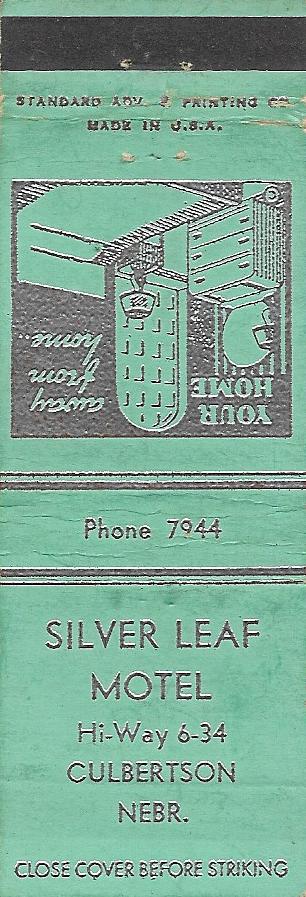 STANDARD ADV. & PRINTING CO.
MADE IN U.S.A.
YOUR
HOME
away
from
home...
Phone 7944
SILVER LEAF
MOTEL
Hi-Way 6-34
CULBERTSON
NEBR.
CLOSE COVER BEFORE STRIKING